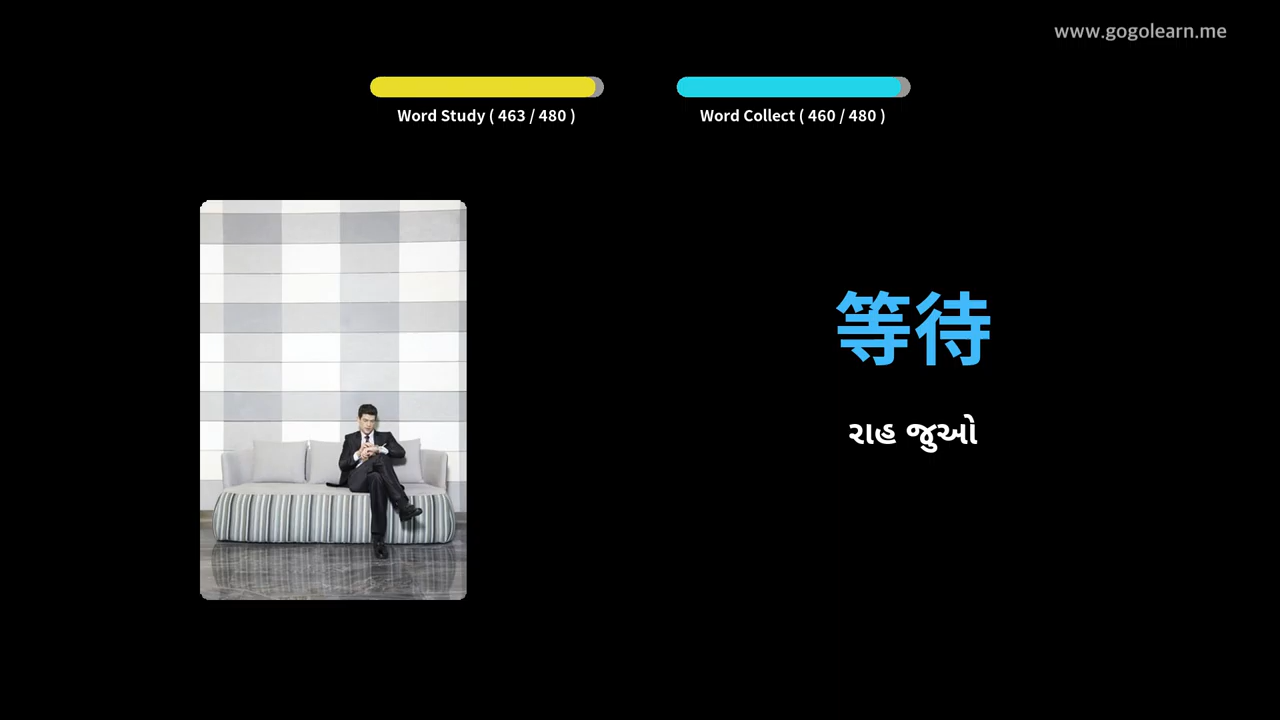 www.gogolearn.me
Word Study ( 463 / 480 )
Word Collect ( 460 / 480 )
等待
રાહ જુઓ